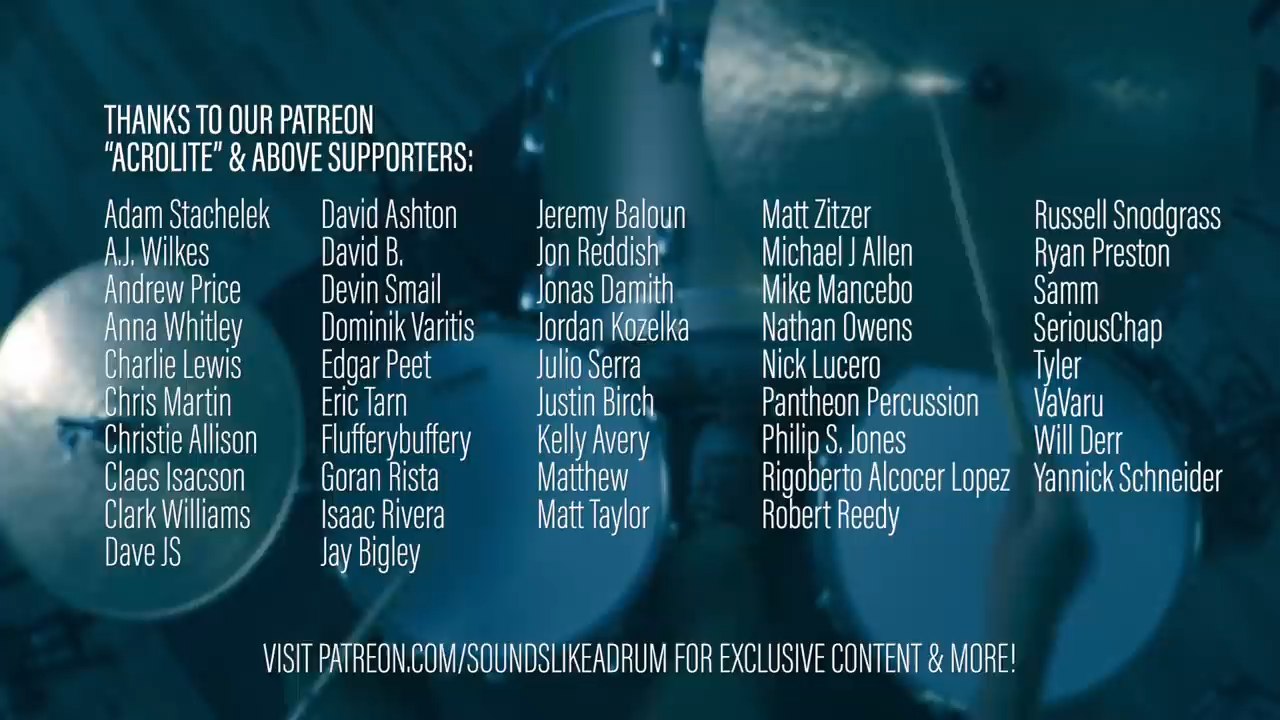 THANKS TO OUR PATREON
“ACROLITE” & ABOVE SUPPORTERS:
Adam Stachelek
A.J. Wilkes
Andrew Price
Anna Whitley
Charlie Lewis
Chris Martin
Christie Allison
Claes Isacson
Clark Williams
Dave JS
David Ashton
David B.
Devin Smail
Dominik Varitis
Edgar Peet
Eric Tarn
Flufferybuffery
Goran Rista
Isaac Rivera
Jay Bigley
Jeremy Baloun
Jon Reddish
Jonas Damith
Jordan Kozelka
Julio Serra
Justin Birch
Kelly Avery
Matthew
Matt Taylor
Matt Zitzer
Michael J Allen
Mike Mancebo
Nathan Owens
Nick Lucero
Pantheon Percussion
Philip S. Jones
Rigoberto Alcocer Lopez
Robert Reedy
Russell Snodgrass
Ryan Preston
Samm
SeriousChap
Tyler
VaVaru
Will Derr
Yannick Schneider
VISIT PATREON.COM/SOUNDSLIKEADRUM FOR EXCLUSIVE CONTENT & MORE!